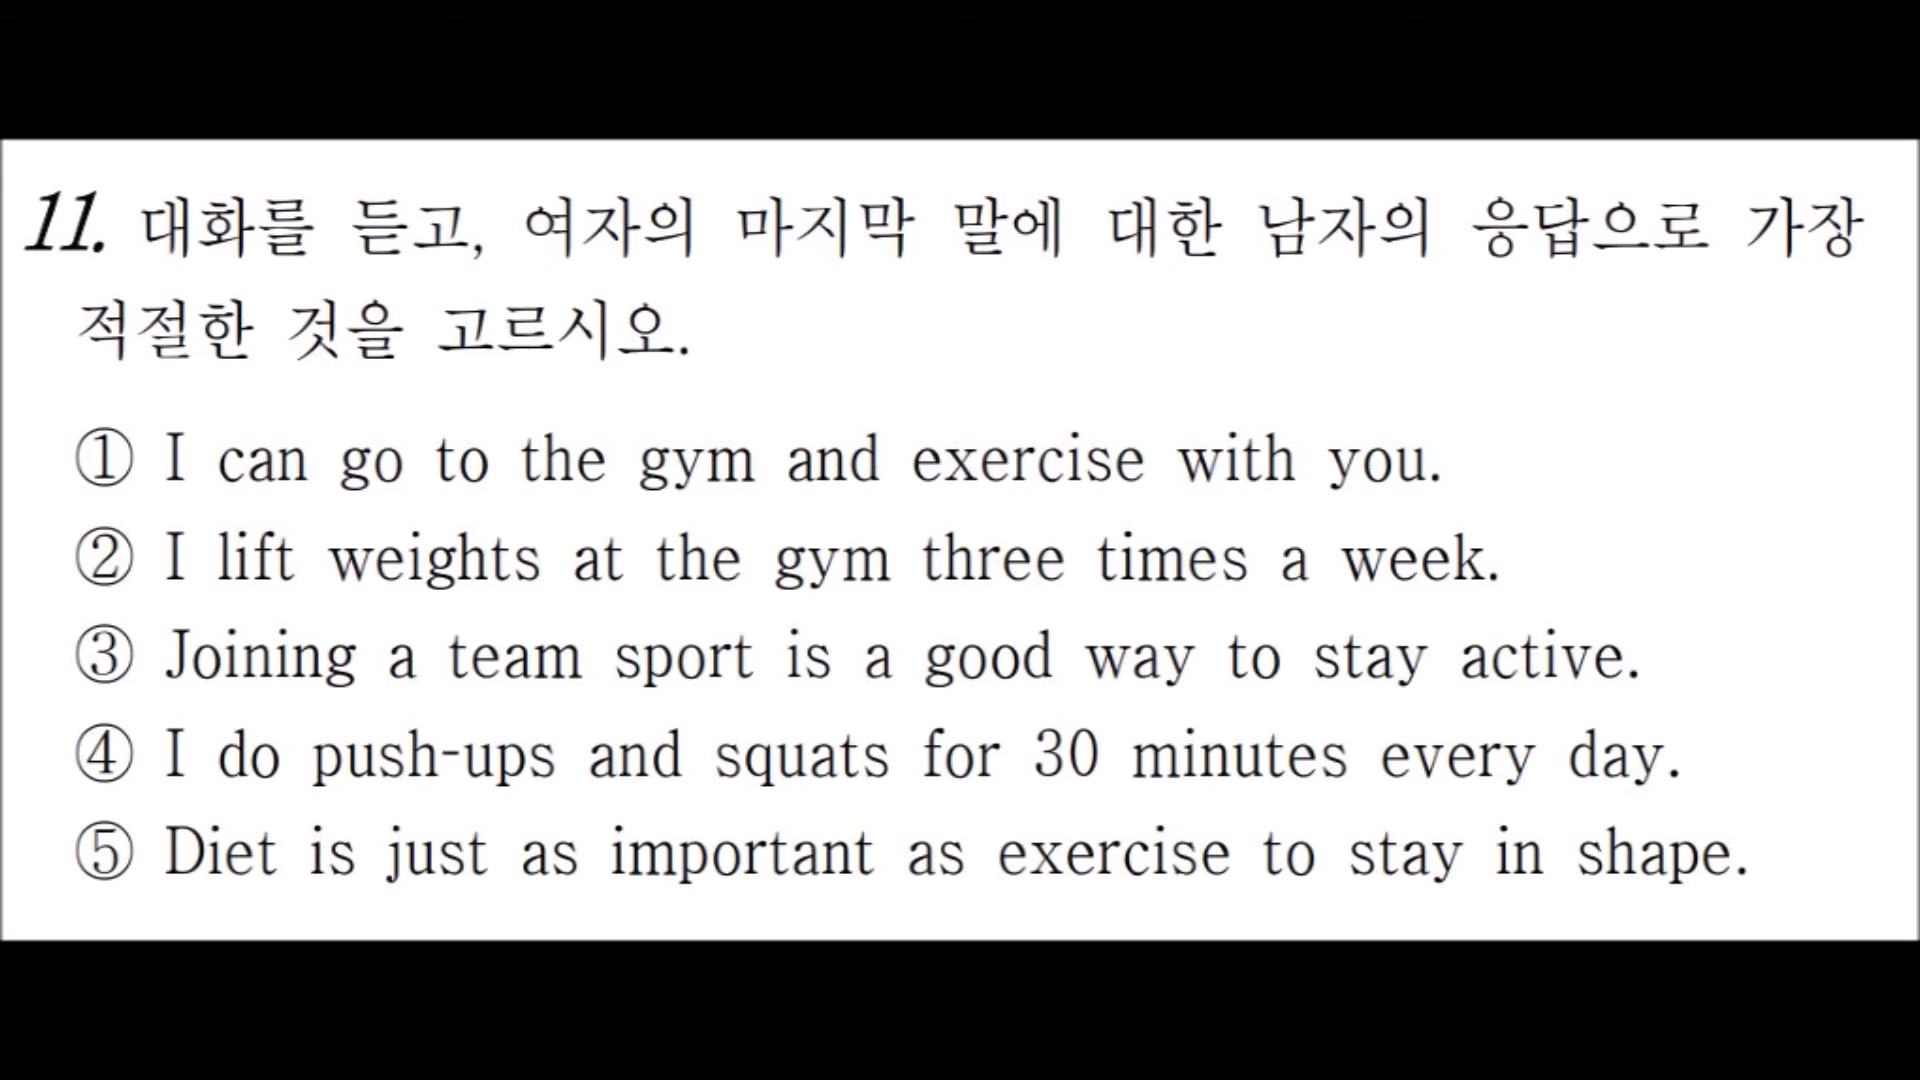 11. 대화를 듣고, 여자의 마지막 말에 대한 남자의 응답으로 가장
적절한 것을 고르시오.
① I can go to the gym and exercise with you.
② I lift weights at the gym three times a week.
③ Joining a team sport is a good way to stay active.
④ I do push-ups and squats for 30 minutes every day.
⑤ Diet is just as important as exercise to stay in shape.